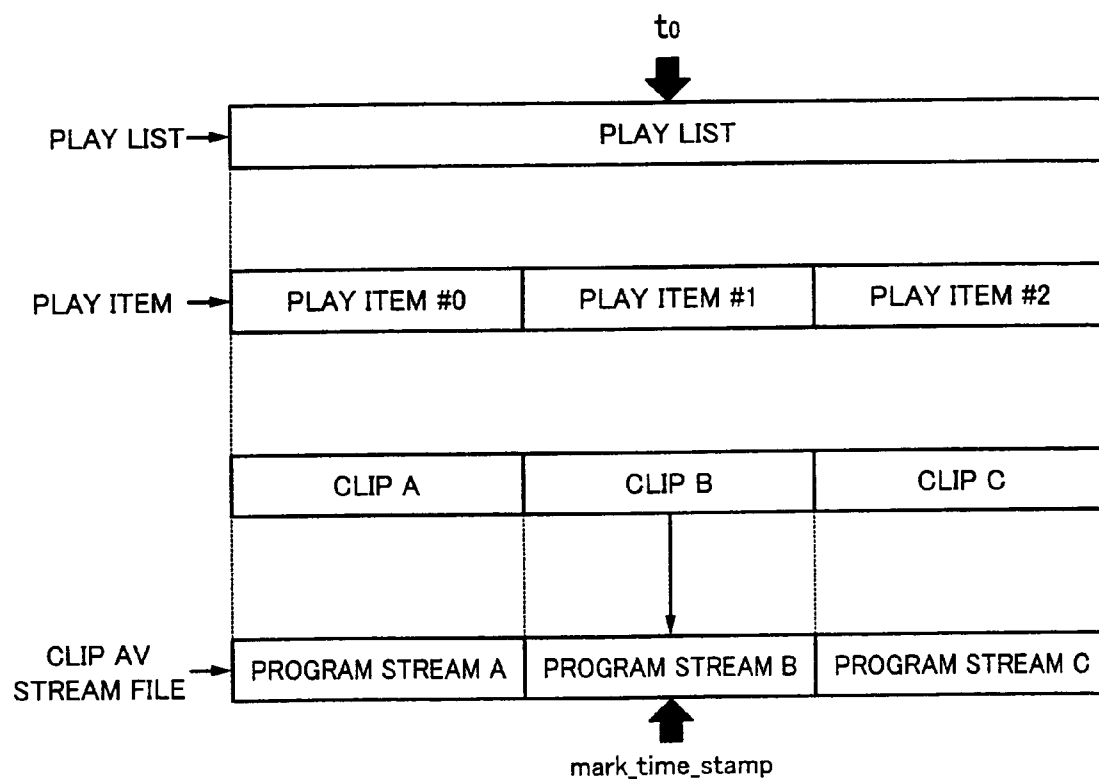 t0
PLAY LIST
PLAY LIST
PLAY ITEM
PLAY ITEM #0
PLAY ITEM #1
PLAY ITEM #2
CLIP A
CLIP B
CLIP C
CLIP AV
STREAM FILE
PROGRAM STREAM A
PROGRAM STREAM B
PROGRAM STREAM C
mark_time_stamp